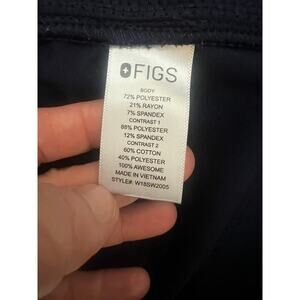 FIGS
BODY
72% POLYESTER
21% RAYON
7% SPANDEX
CONTRAST 1
88% POLYESTER
12% SPANDEX
CONTRAST 2
60% COTTON
40% POLYESTER
100% AWESOME
MADE IN VIETNAM
STYLE#: W18SW2005